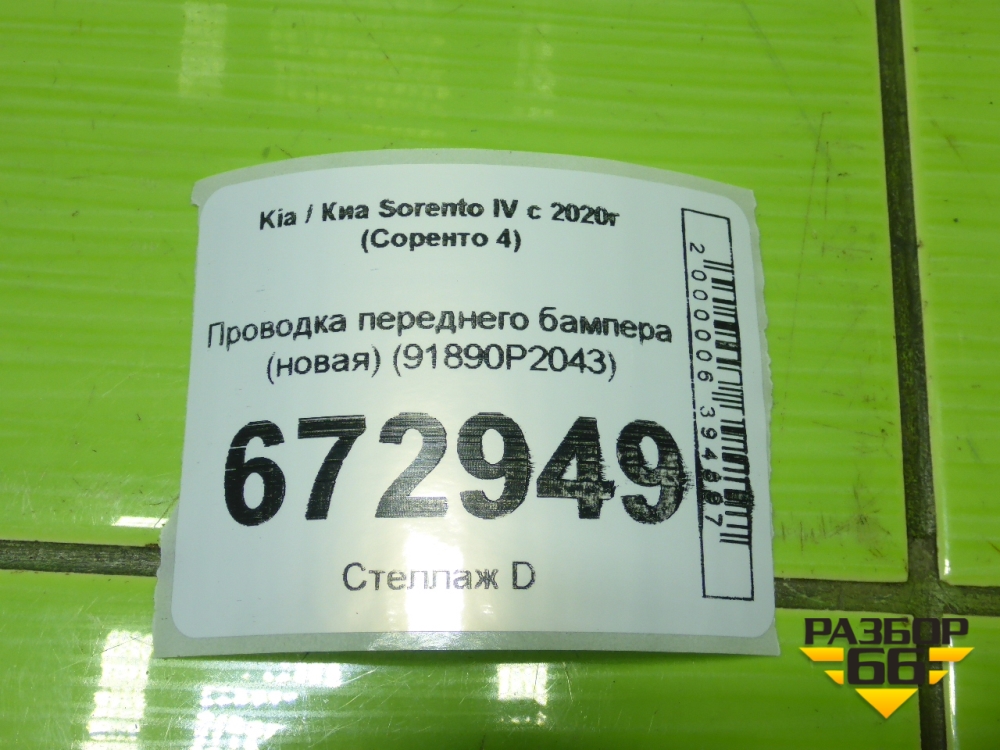 Kia / Киа Sorento IV с 2020г
(Соренто 4)
Проводка переднего бампера
(новая) (91890P2043)
672949
Стеллаж D
РАЗБОР
66